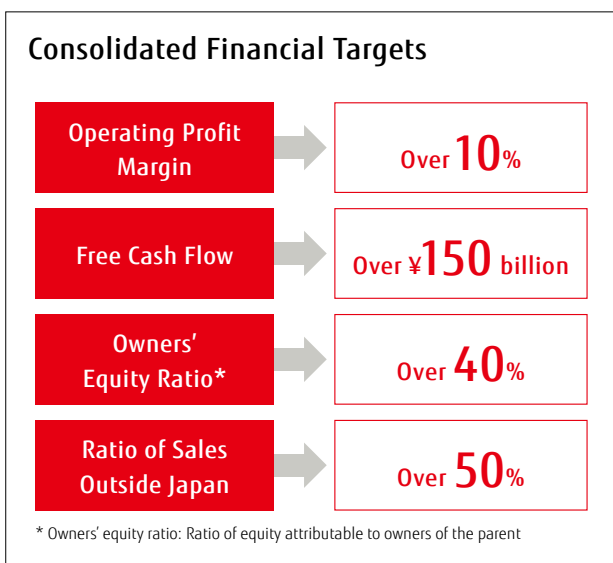 Consolidated Financial Targets
Operating Profit
Margin
Over 10%
Free Cash Flow
Over ¥150 billion
Owners’
Equity Ratio*
Over 40%
Ratio of Sales
Outside Japan
Over 50%
* Owners’ equity ratio: Ratio of equity attributable to owners of the parent